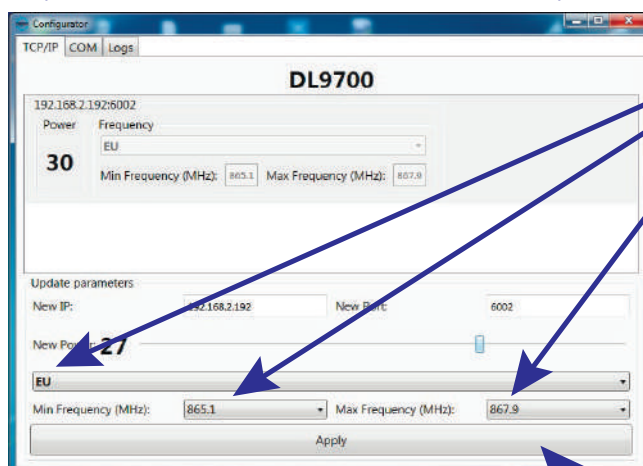 Configurator
TCP/IP COM Logs
DL9700
192.168.2.192:6002
Power Frequency
EU
30
Min Frequency (MHz): 865.1 Max Frequency (MHz): 867.9
Update parameters
New IP: 192.168.2.192 New Port: 6002
New Power: 27
EU
Min Frequency (MHz): 865.1 Max Frequency (MHz): 867.9
Apply